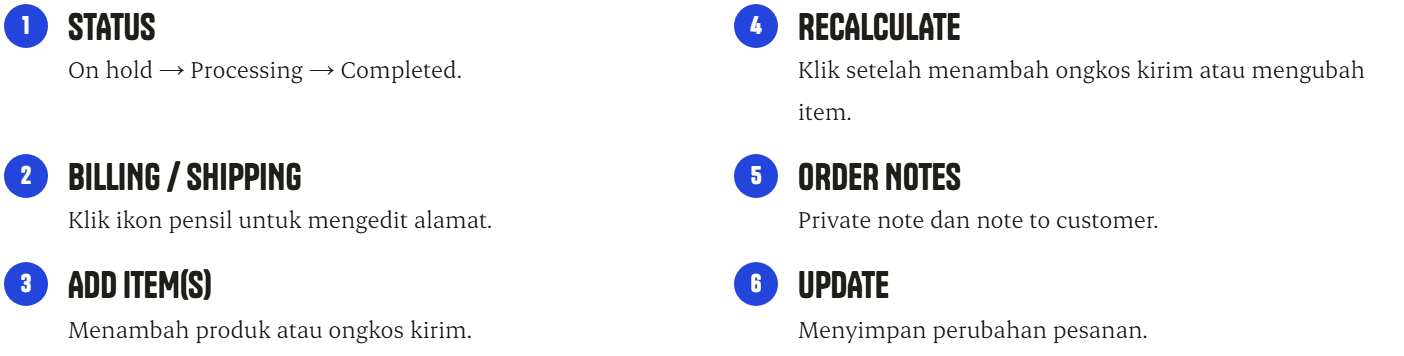 1 STATUS
On hold → Processing → Completed.
2 BILLING / SHIPPING
Klik ikon pensil untuk mengedit alamat.
3 ADD ITEM(S)
Menambah produk atau ongkos kirim.
4 RECALCULATE
Klik setelah menambah ongkos kirim atau mengubah
item.
5 ORDER NOTES
Private note dan note to customer.
6 UPDATE
Menyimpan perubahan pesanan.